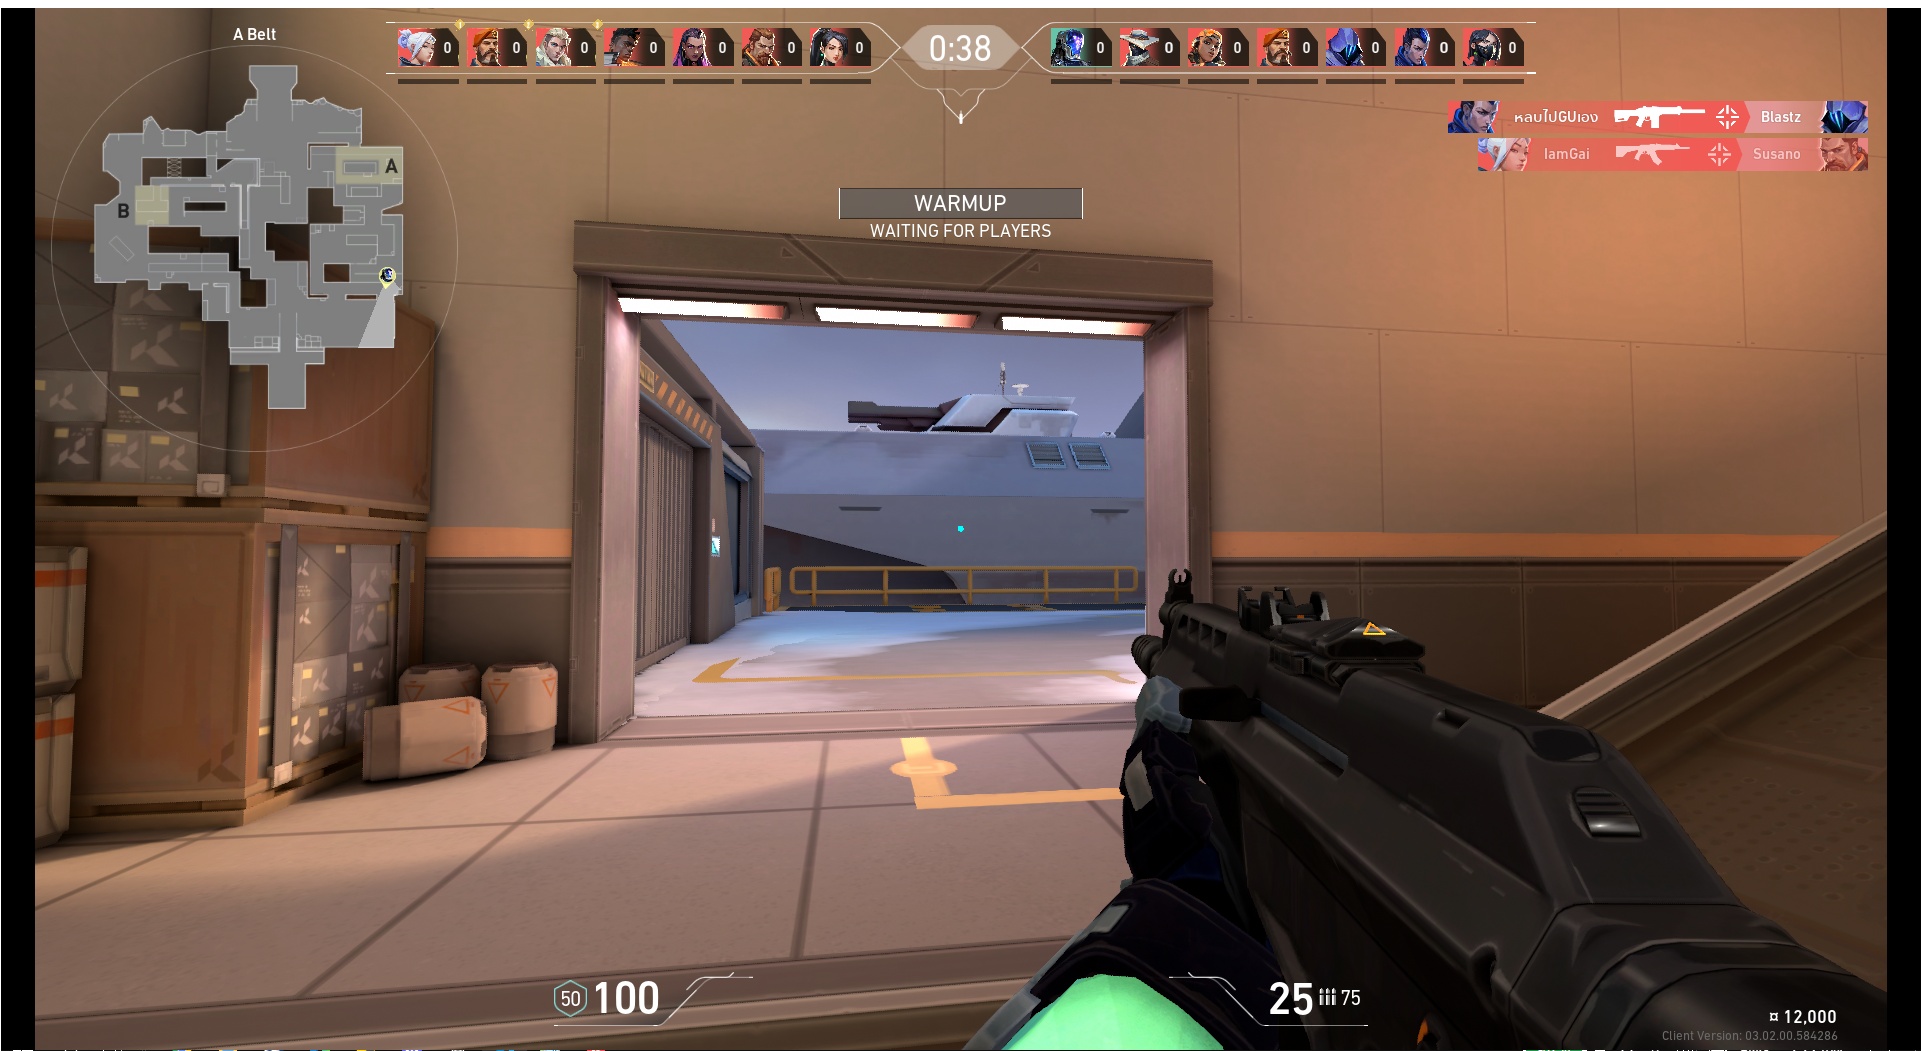 A Belt
0 0 0 0 0 0 0
0:38
0 0 0 0 0 0 0
หลบไปGUเอง Blastz
IamGai Susano
A
B
WARMUP
WAITING FOR PLAYERS
50 100
25 75
¤ 12,000
Client Version: 03.02.00.584286